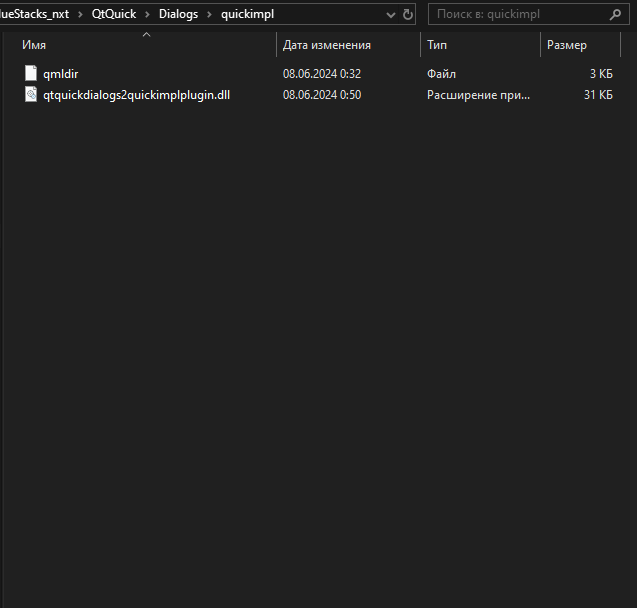 lueStacks_nxt > QtQuick > Dialogs > quickimpl
Поиск в: quickimpl
Имя Дата изменения Тип Размер
qmldir 08.06.2024 0:32 Файл 3 КБ
qtquickdialogs2quickimplplugin.dll 08.06.2024 0:50 Расширение при... 31 КБ